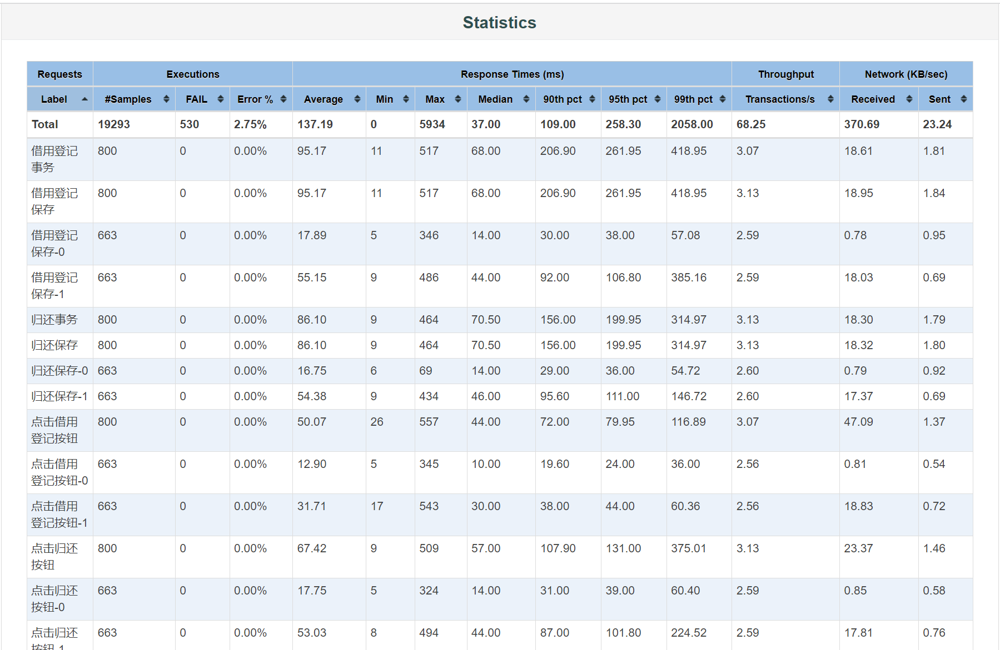 Statistics
Requests Executions Response Times (ms) Throughput Network (KB/sec)
Label #Samples FAIL Error % Average Min Max Median 90th pct 95th pct 99th pct Transactions/s Received Sent
Total 19293 530 2.75% 137.19 0 5934 37.00 109.00 258.30 2058.00 68.25 370.69 23.24
借用登记 800 0 0.00% 95.17 11 517 68.00 206.90 261.95 418.95 3.07 18.61 1.81
事务
借用登记 800 0 0.00% 95.17 11 517 68.00 206.90 261.95 418.95 3.13 18.95 1.84
保存
借用登记 663 0 0.00% 17.89 5 346 14.00 30.00 38.00 57.08 2.59 0.78 0.95
保存-0
借用登记 663 0 0.00% 55.15 9 486 44.00 92.00 106.80 385.16 2.59 18.03 0.69
保存-1
归还事务 800 0 0.00% 86.10 9 464 70.50 156.00 199.95 314.97 3.13 18.30 1.79
归还保存 800 0 0.00% 86.10 9 464 70.50 156.00 199.95 314.97 3.13 18.32 1.80
归还保存-0 663 0 0.00% 16.75 6 69 14.00 29.00 36.00 54.72 2.60 0.79 0.92
归还保存-1 663 0 0.00% 54.38 9 434 46.00 95.60 111.00 146.72 2.60 17.37 0.69
点击借用 800 0 0.00% 50.07 26 557 44.00 72.00 79.95 116.89 3.07 47.09 1.37
登记按钮
点击借用 663 0 0.00% 12.90 5 345 10.00 19.60 24.00 36.00 2.56 0.81 0.54
登记按钮-0
点击借用 663 0 0.00% 31.71 17 543 30.00 38.00 44.00 60.36 2.56 18.83 0.72
登记按钮-1
点击归还 800 0 0.00% 67.42 9 509 57.00 107.90 131.00 375.01 3.13 23.37 1.46
按钮
点击归还 663 0 0.00% 17.75 5 324 14.00 31.00 39.00 60.40 2.59 0.85 0.58
按钮-0
点击归还 663 0 0.00% 53.03 8 494 44.00 87.00 101.80 224.52 2.59 17.81 0.76
按钮-1